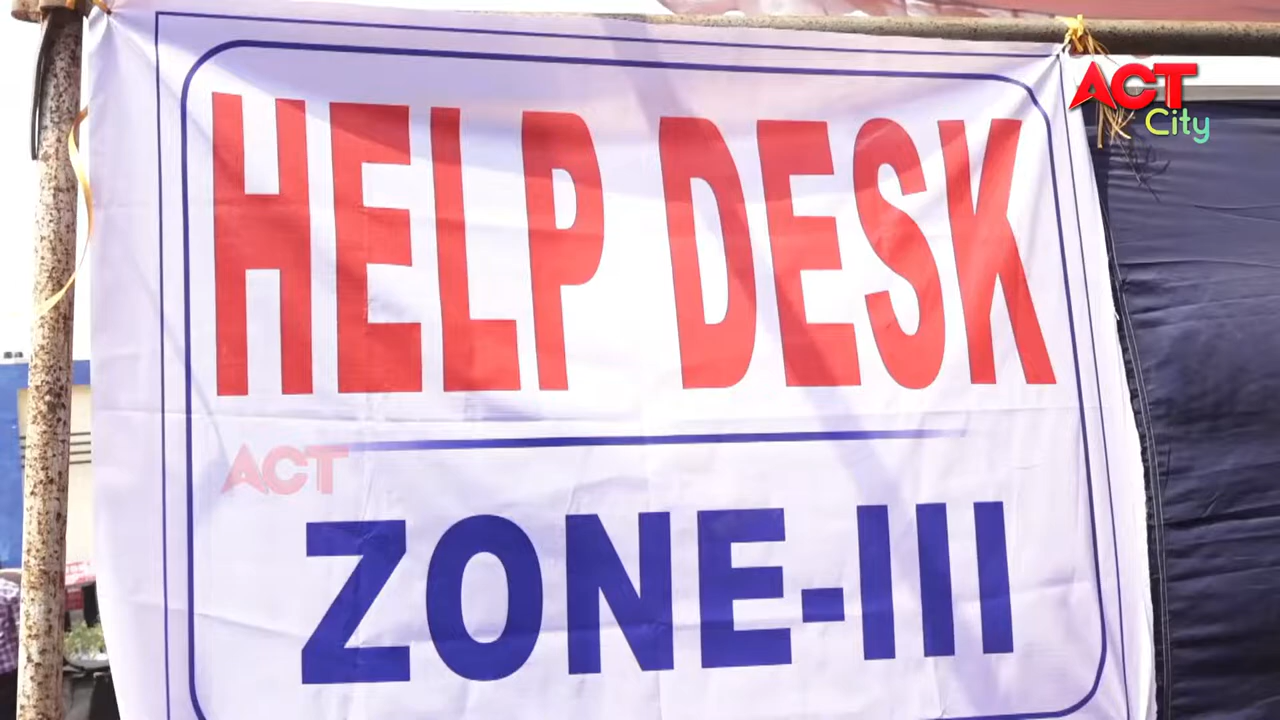 HELP DESK
ACT
City
ACT
ZONE-III